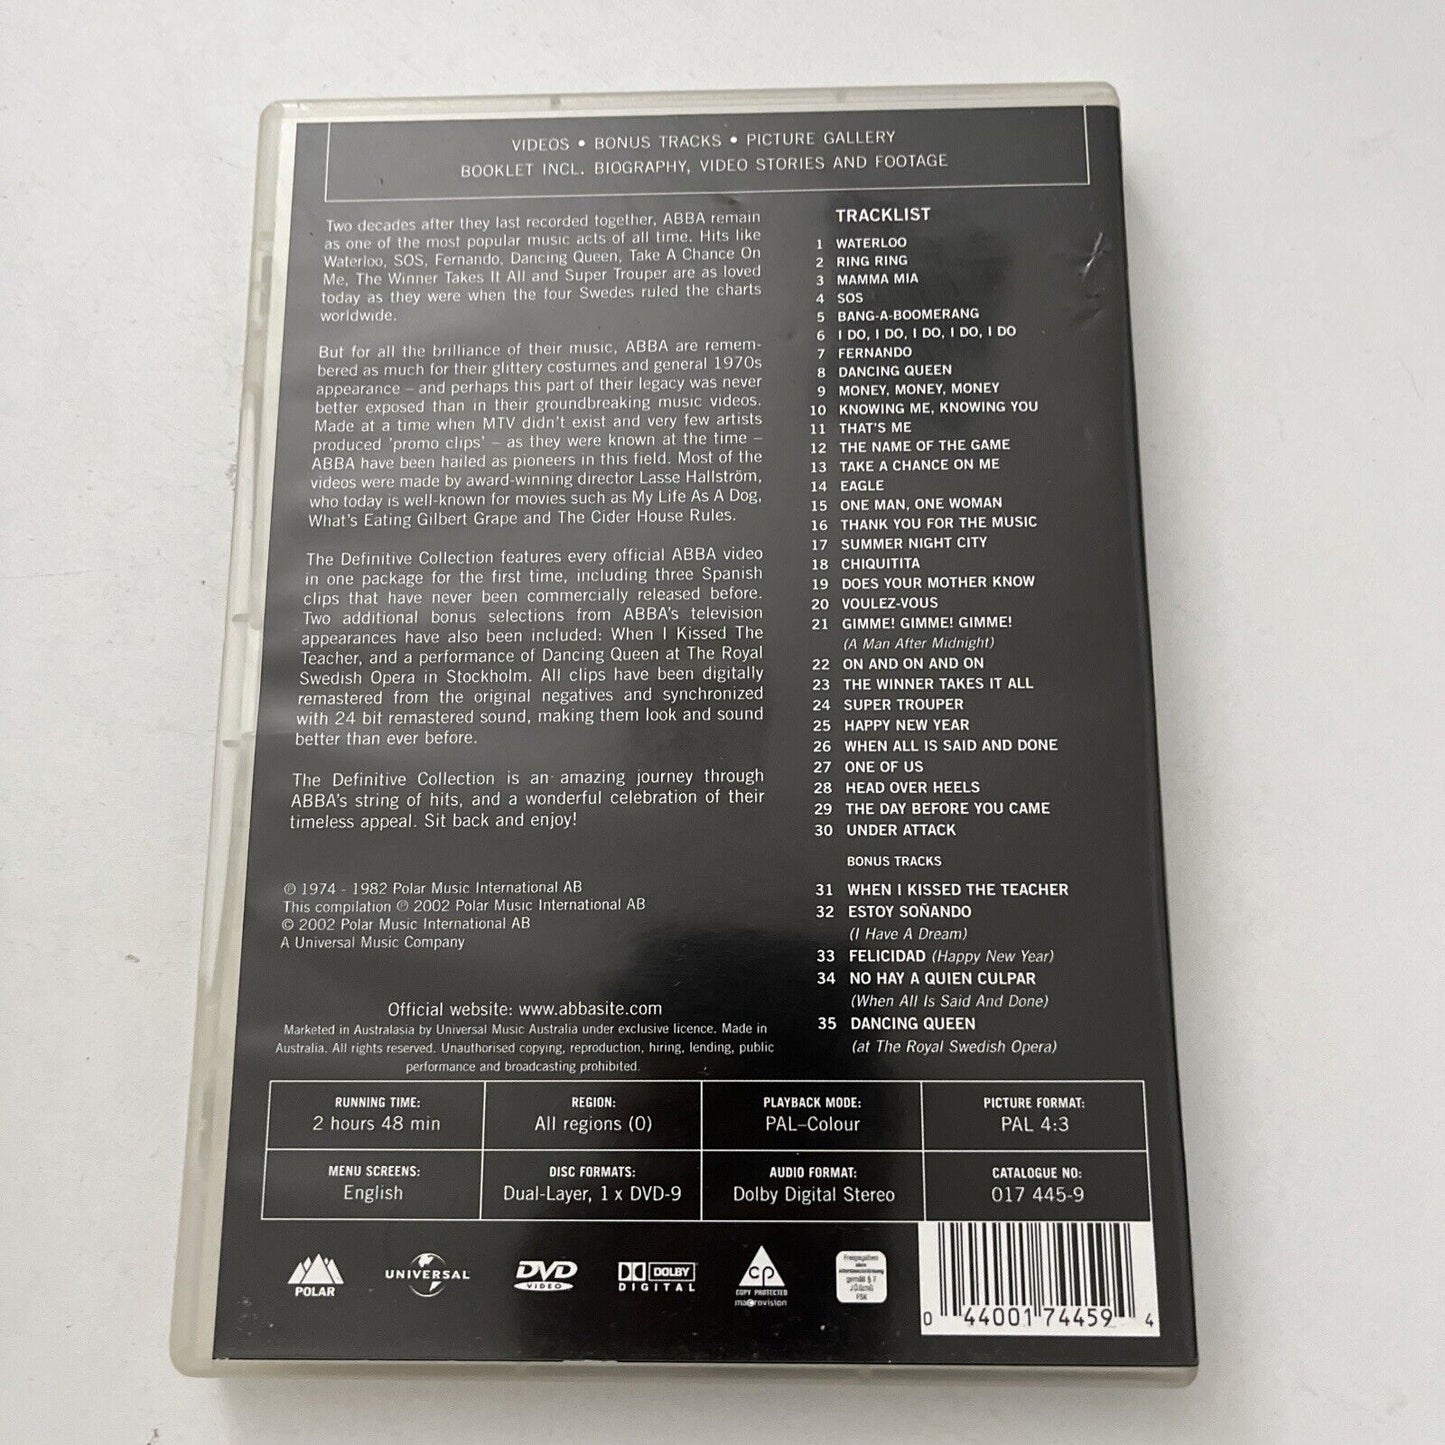 VIDEOS • BONUS TRACKS • PICTURE GALLERY
BOOKLET INCL. BIOGRAPHY, VIDEO STORIES AND FOOTAGE
Two decades after they last recorded together, ABBA remain
as one of the most popular music acts of all time. Hits like
Waterloo, SOS, Fernando, Dancing Queen, Take A Chance On
Me, The Winner Takes It All and Super Trouper are as loved
today as they were when the four Swedes ruled the charts
worldwide.
But for all the brilliance of their music, ABBA are remem-
bered as much for their glittery costumes and general 1970s
appearance – and perhaps this part of their legacy was never
better exposed than in their groundbreaking music videos.
Made at a time when MTV didn't exist and very few artists
produced 'promo clips' – as they were known at the time –
ABBA have been hailed as pioneers in this field. Most of the
videos were made by award-winning director Lasse Hallström,
who today is well-known for movies such as My Life As A Dog,
What's Eating Gilbert Grape and The Cider House Rules.
The Definitive Collection features every official ABBA video
in one package for the first time, including three Spanish
clips that have never been commercially released before.
Two additional bonus selections from ABBA's television
appearances have also been included: When I Kissed The
Teacher, and a performance of Dancing Queen at The Royal
Swedish Opera in Stockholm. All clips have been digitally
remastered from the original negatives and synchronized
with 24 bit remastered sound, making them look and sound
better than ever before.
The Definitive Collection is an amazing journey through
ABBA's string of hits, and a wonderful celebration of their
timeless appeal. Sit back and enjoy!
℗ 1974 - 1982 Polar Music International AB
This compilation ℗ 2002 Polar Music International AB
© 2002 Polar Music International AB
A Universal Music Company
Official website: www.abbasite.com
Marketed in Australasia by Universal Music Australia under exclusive licence. Made in
Australia. All rights reserved. Unauthorised copying, reproduction, hiring, lending, public
performance and broadcasting prohibited.
TRACKLIST
1 WATERLOO
2 RING RING
3 MAMMA MIA
4 SOS
5 BANG-A-BOOMERANG
6 I DO, I DO, I DO, I DO, I DO
7 FERNANDO
8 DANCING QUEEN
9 MONEY, MONEY, MONEY
10 KNOWING ME, KNOWING YOU
11 THAT'S ME
12 THE NAME OF THE GAME
13 TAKE A CHANCE ON ME
14 EAGLE
15 ONE MAN, ONE WOMAN
16 THANK YOU FOR THE MUSIC
17 SUMMER NIGHT CITY
18 CHIQUITITA
19 DOES YOUR MOTHER KNOW
20 VOULEZ-VOUS
21 GIMME! GIMME! GIMME!
(A Man After Midnight)
22 ON AND ON AND ON
23 THE WINNER TAKES IT ALL
24 SUPER TROUPER
25 HAPPY NEW YEAR
26 WHEN ALL IS SAID AND DONE
27 ONE OF US
28 HEAD OVER HEELS
29 THE DAY BEFORE YOU CAME
30 UNDER ATTACK
BONUS TRACKS
31 WHEN I KISSED THE TEACHER
32 ESTOY SOÑANDO
(I Have A Dream)
33 FELICIDAD (Happy New Year)
34 NO HAY A QUIEN CULPAR
(When All Is Said And Done)
35 DANCING QUEEN
(at The Royal Swedish Opera)
RUNNING TIME:
2 hours 48 min
REGION:
All regions (0)
PLAYBACK MODE:
PAL–Colour
PICTURE FORMAT:
PAL 4:3
MENU SCREENS:
English
DISC FORMATS:
Dual-Layer, 1 x DVD-9
AUDIO FORMAT:
Dolby Digital Stereo
CATALOGUE NO:
017 445-9
POLAR
UNIVERSAL
DVD
VIDEO
DOLBY
DIGITAL
CP
COPY PROTECTED
macrovision
Freigegeben
ohne
Altersbeschränkung
gemäß § 7
JÖSchG
FSK
0 44001 74459 4